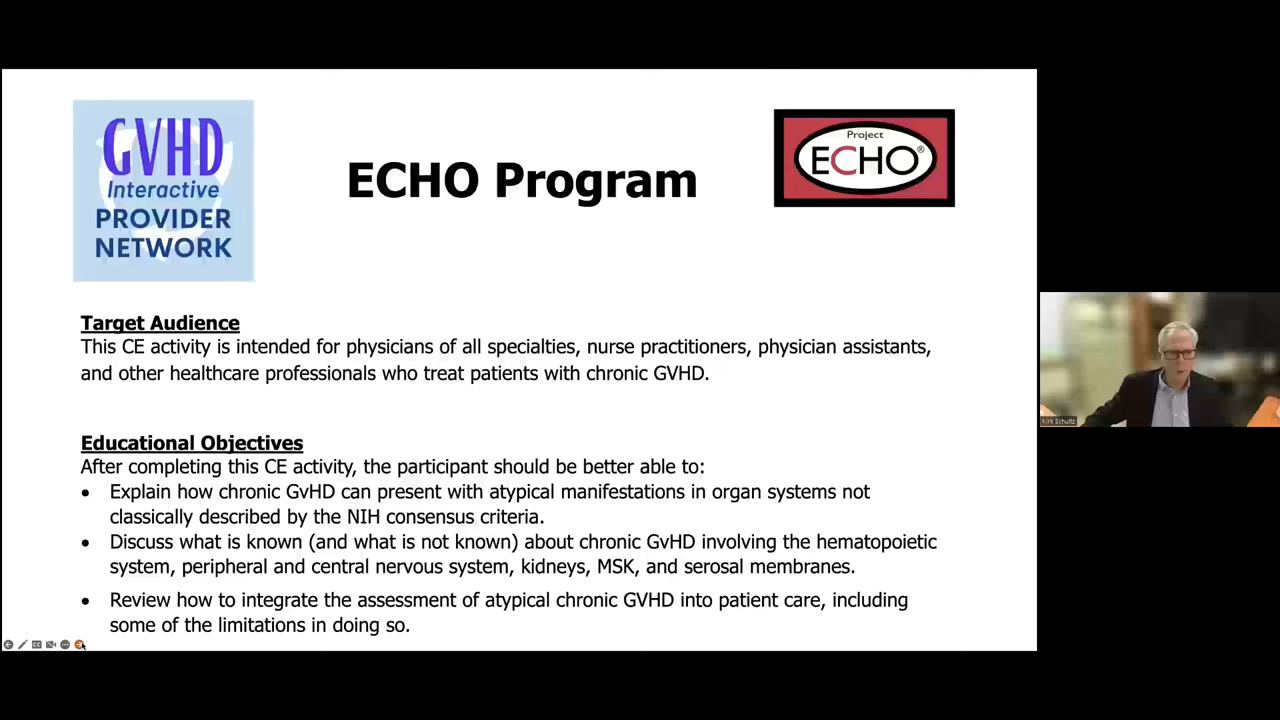 GVHD
Interactive
PROVIDER
NETWORK
ECHO Program
Project
ECHO®
Target Audience
This CE activity is intended for physicians of all specialties, nurse practitioners, physician assistants,
and other healthcare professionals who treat patients with chronic GVHD.
Educational Objectives
After completing this CE activity, the participant should be better able to:
• Explain how chronic GvHD can present with atypical manifestations in organ systems not
classically described by the NIH consensus criteria.
• Discuss what is known (and what is not known) about chronic GvHD involving the hematopoietic
system, peripheral and central nervous system, kidneys, MSK, and serosal membranes.
• Review how to integrate the assessment of atypical chronic GVHD into patient care, including
some of the limitations in doing so.
Kirk Schultz